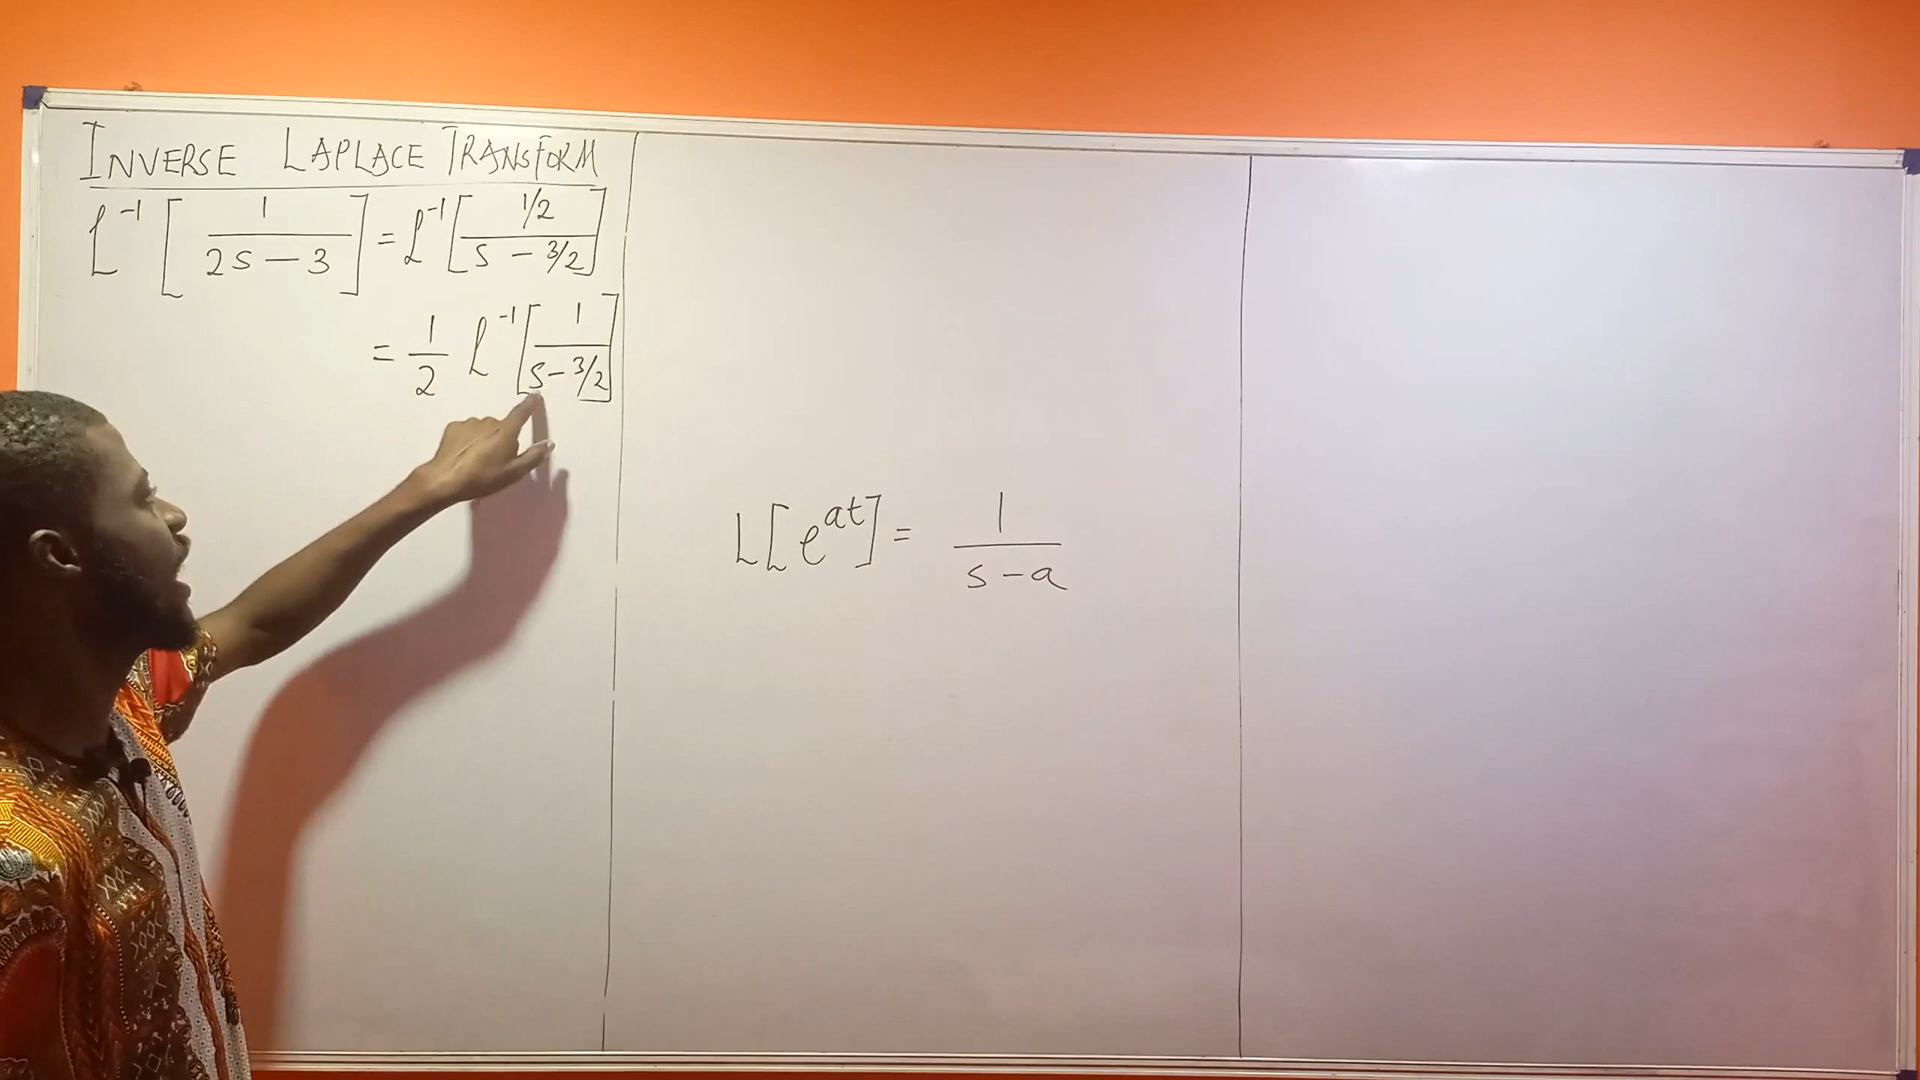 INVERSE LAPLACE TRANSFORM
L⁻¹ [ 1 / (2s − 3) ] = L⁻¹ [ (1/2) / (s − 3/2) ]
= 1/2 L⁻¹ [ 1 / (s − 3/2) ]
L[e^{at}] = 1 / (s − a)